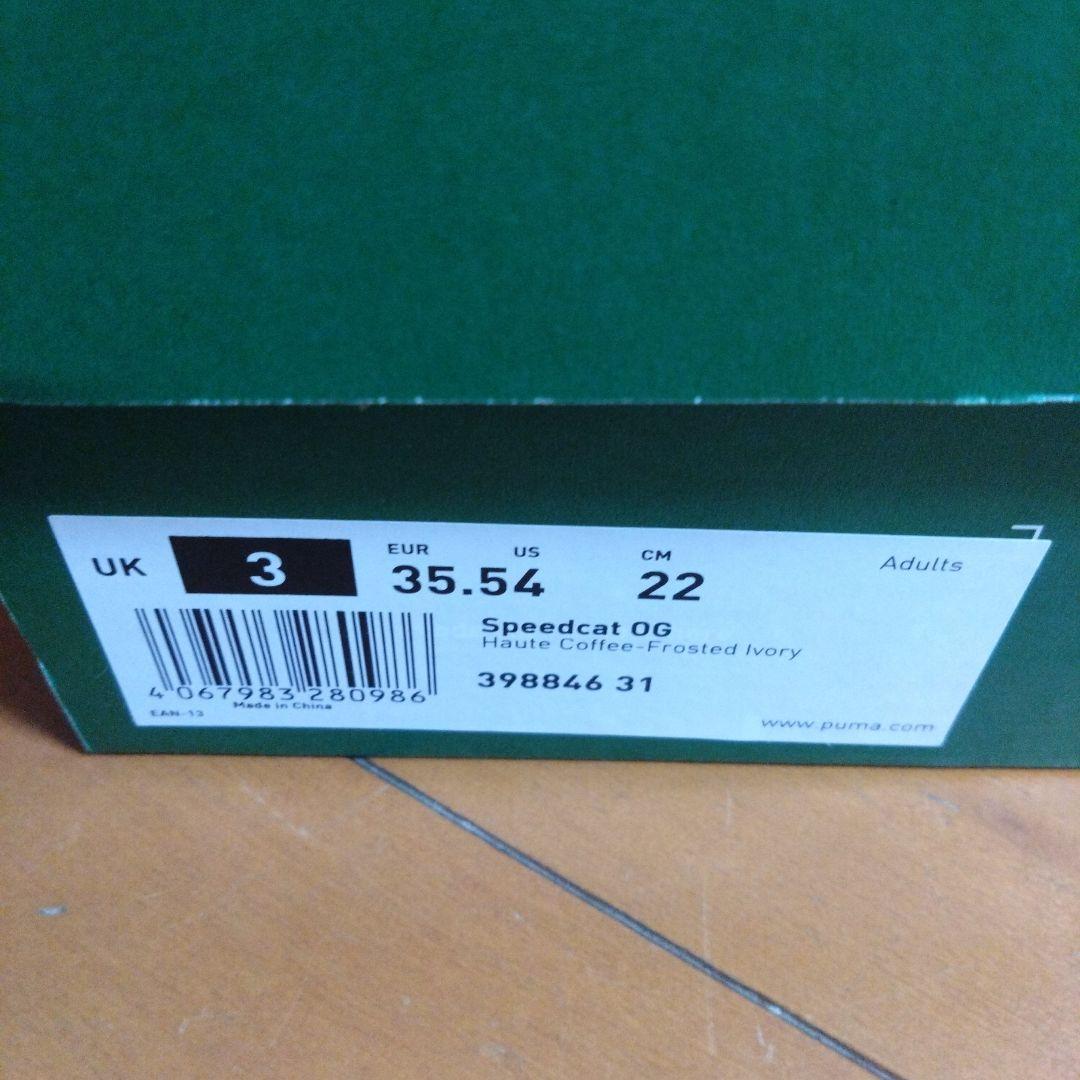 UK 3 EUR 35.5 US 4 CM 22 Adults
Speedcat OG
Haute Coffee-Frosted Ivory
398846 31
4 067983 280986
Made in China
EAN-13
www.puma.com